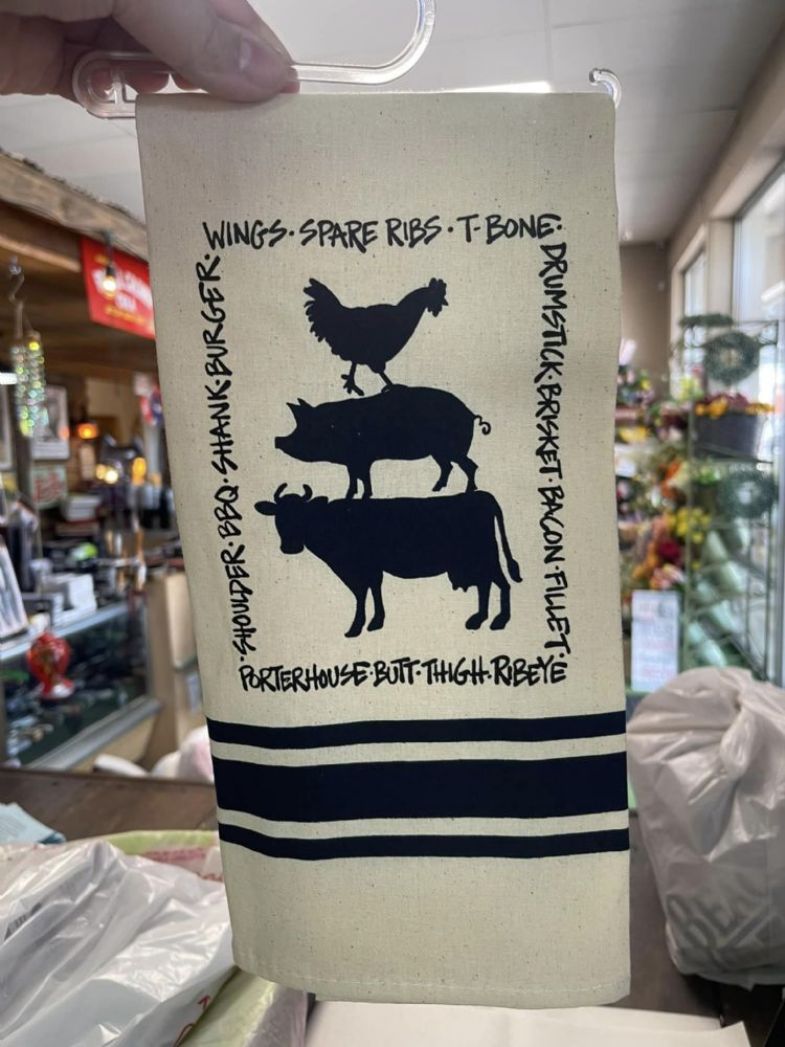 WINGS · SPARE RIBS · T-BONE ·
DRUMSTICK · BRISKET · BACON · FILLET ·
PORTERHOUSE · BUTT · THIGH · RIBEYE
· SHOULDER · BBQ · SHANK · BURGER ·